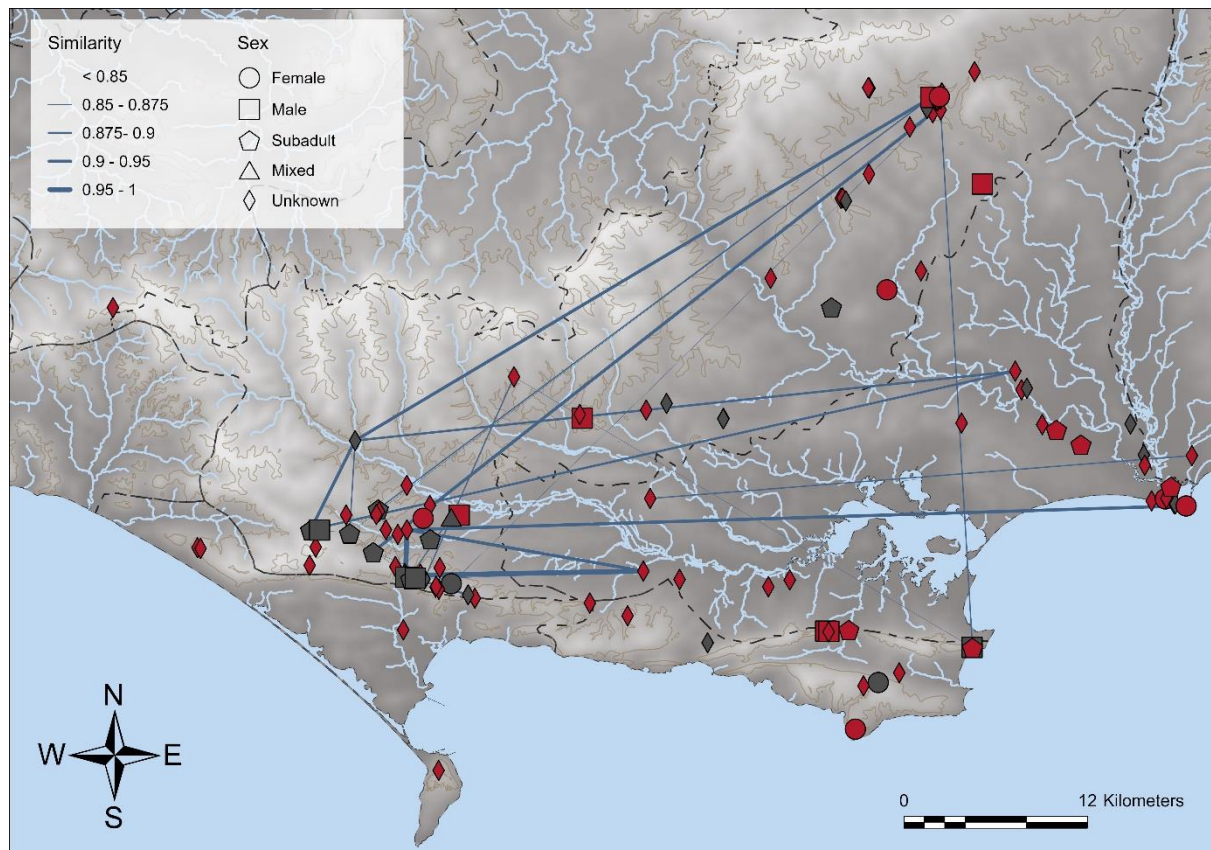 Similarity
< 0.85
0.85 - 0.875
0.875- 0.9
0.9 - 0.95
0.95 - 1
Sex
Female
Male
Subadult
Mixed
Unknown
N
W E
S
0 12 Kilometers